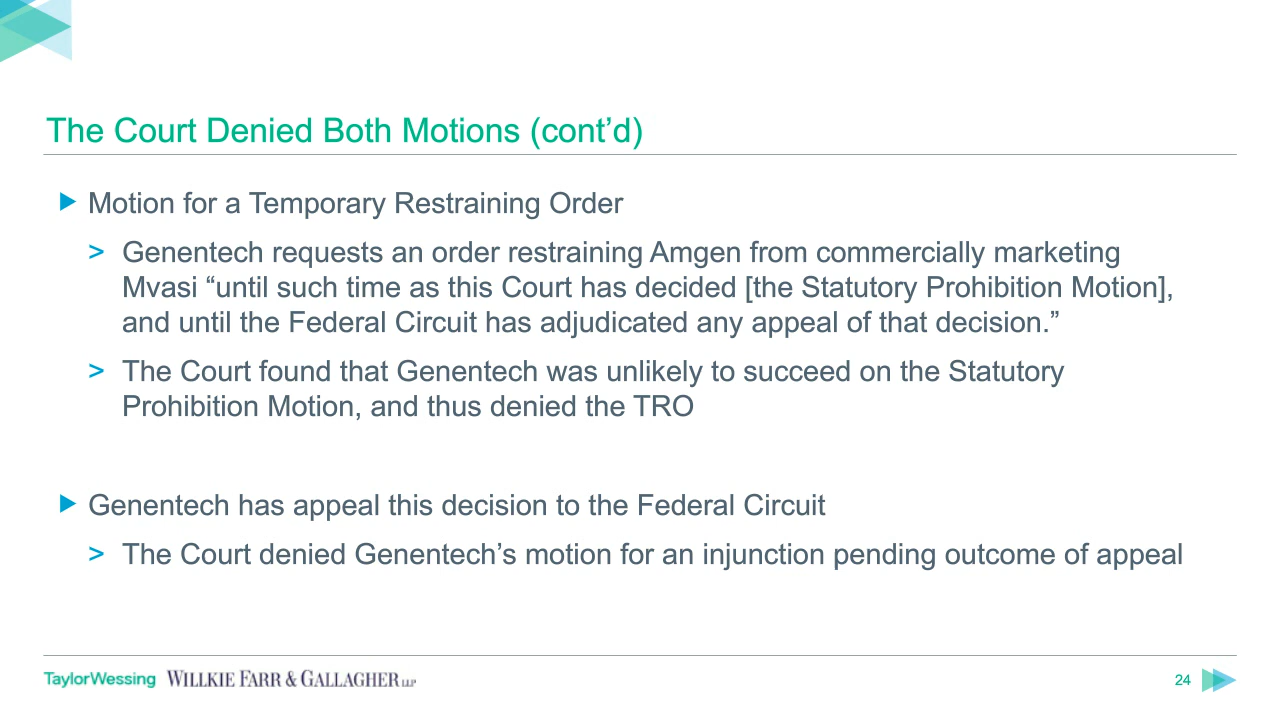 The Court Denied Both Motions (cont’d)
Motion for a Temporary Restraining Order
> Genentech requests an order restraining Amgen from commercially marketing
Mvasi “until such time as this Court has decided [the Statutory Prohibition Motion],
and until the Federal Circuit has adjudicated any appeal of that decision.”
> The Court found that Genentech was unlikely to succeed on the Statutory
Prohibition Motion, and thus denied the TRO
Genentech has appeal this decision to the Federal Circuit
> The Court denied Genentech’s motion for an injunction pending outcome of appeal
TaylorWessing WILLKIE FARR & GALLAGHER LLP
24